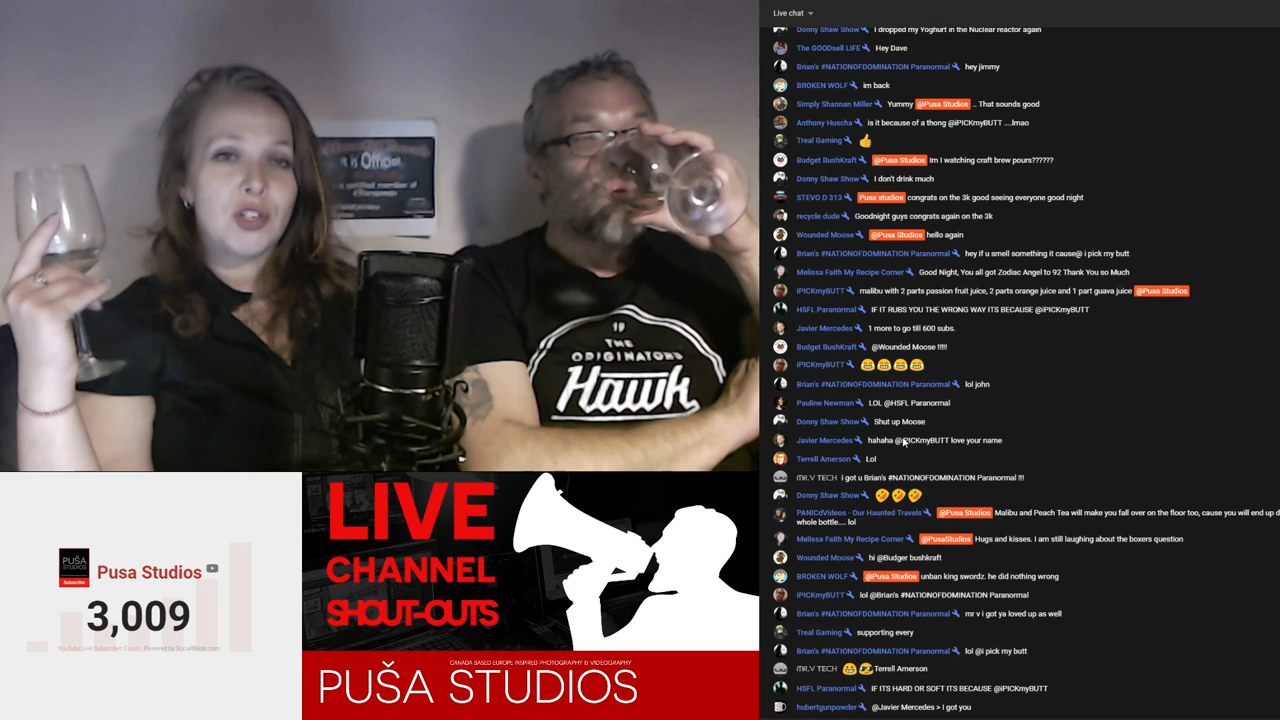 it is Official
THE
ORIGINATORS
Hawk
PUŠA
STUDIOS
Subscribe
Pusa Studios
3,009
YouTube Live Subscriber Count - Powered by SocialBlade.com
LIVE
CHANNEL
SHOUT-OUTS
CANADA BASED EUROPE INSPIRED PHOTOGRAPHY & VIDEOGRAPHY
PUŠA STUDIOS
Live chat
Donny Shaw Show I dropped my Yoghurt in the Nuclear reactor again
The GOODsell LIFE Hey Dave
Brian's #NATIONOFDOMINATION Paranormal hey jimmy
BROKEN WOLF im back
Simply Shannan Miller Yummy @Pusa Studios .. That sounds good
Anthony Huscha is it because of a thong @iPICKmyBUTT ....lmao
Treal Gaming 👍
Budget BushKraft @Pusa Studios Im I watching craft brew pours??????
Donny Shaw Show I don't drink much
STEVO D 313 Pusa studios congrats on the 3k good seeing everyone good night
recycle dude Goodnight guys congrats again on the 3k
Wounded Moose @Pusa Studios hello again
Brian's #NATIONOFDOMINATION Paranormal hey if u smell something it cause@ i pick my butt
Melissa Faith My Recipe Corner Good Night, You all got Zodiac Angel to 92 Thank You so Much
iPICKmyBUTT malibu with 2 parts passion fruit juice, 2 parts orange juice and 1 part guava juice @Pusa Studios
HSFL Paranormal IF IT RUBS YOU THE WRONG WAY ITS BECAUSE @iPICKmyBUTT
Javier Mercedes 1 more to go till 600 subs.
Budget BushKraft @Wounded Moose !!!!!
iPICKmyBUTT 😂😂😂😂
Brian's #NATIONOFDOMINATION Paranormal lol john
Pauline Newman LOL @HSFL Paranormal
Donny Shaw Show Shut up Moose
Javier Mercedes hahaha @iPICKmyBUTT love your name
Terrell Amerson Lol
MR.V TECH i got u Brian's #NATIONOFDOMINATION Paranormal !!!
Donny Shaw Show 🤣🤣🤣
PANICdVideos - Our Haunted Travels @Pusa Studios Malibu and Peach Tea will make you fall over on the floor too, cause you will end up d
whole bottle.... lol
Melissa Faith My Recipe Corner @PusaStudios Hugs and kisses. I am still laughing about the boxers question
Wounded Moose hi @Budger bushkraft
BROKEN WOLF @Pusa Studios unban king swordz. he did nothing wrong
iPICKmyBUTT lol @Brian's #NATIONOFDOMINATION Paranormal
Brian's #NATIONOFDOMINATION Paranormal mr v i got ya loved up as well
Treal Gaming supporting every
Brian's #NATIONOFDOMINATION Paranormal lol @i pick my butt
MR.V TECH 😂🤣Terrell Amerson
HSFL Paranormal IF ITS HARD OR SOFT ITS BECAUSE @iPICKmyBUTT
hubertgunpowder @Javier Mercedes > I got you